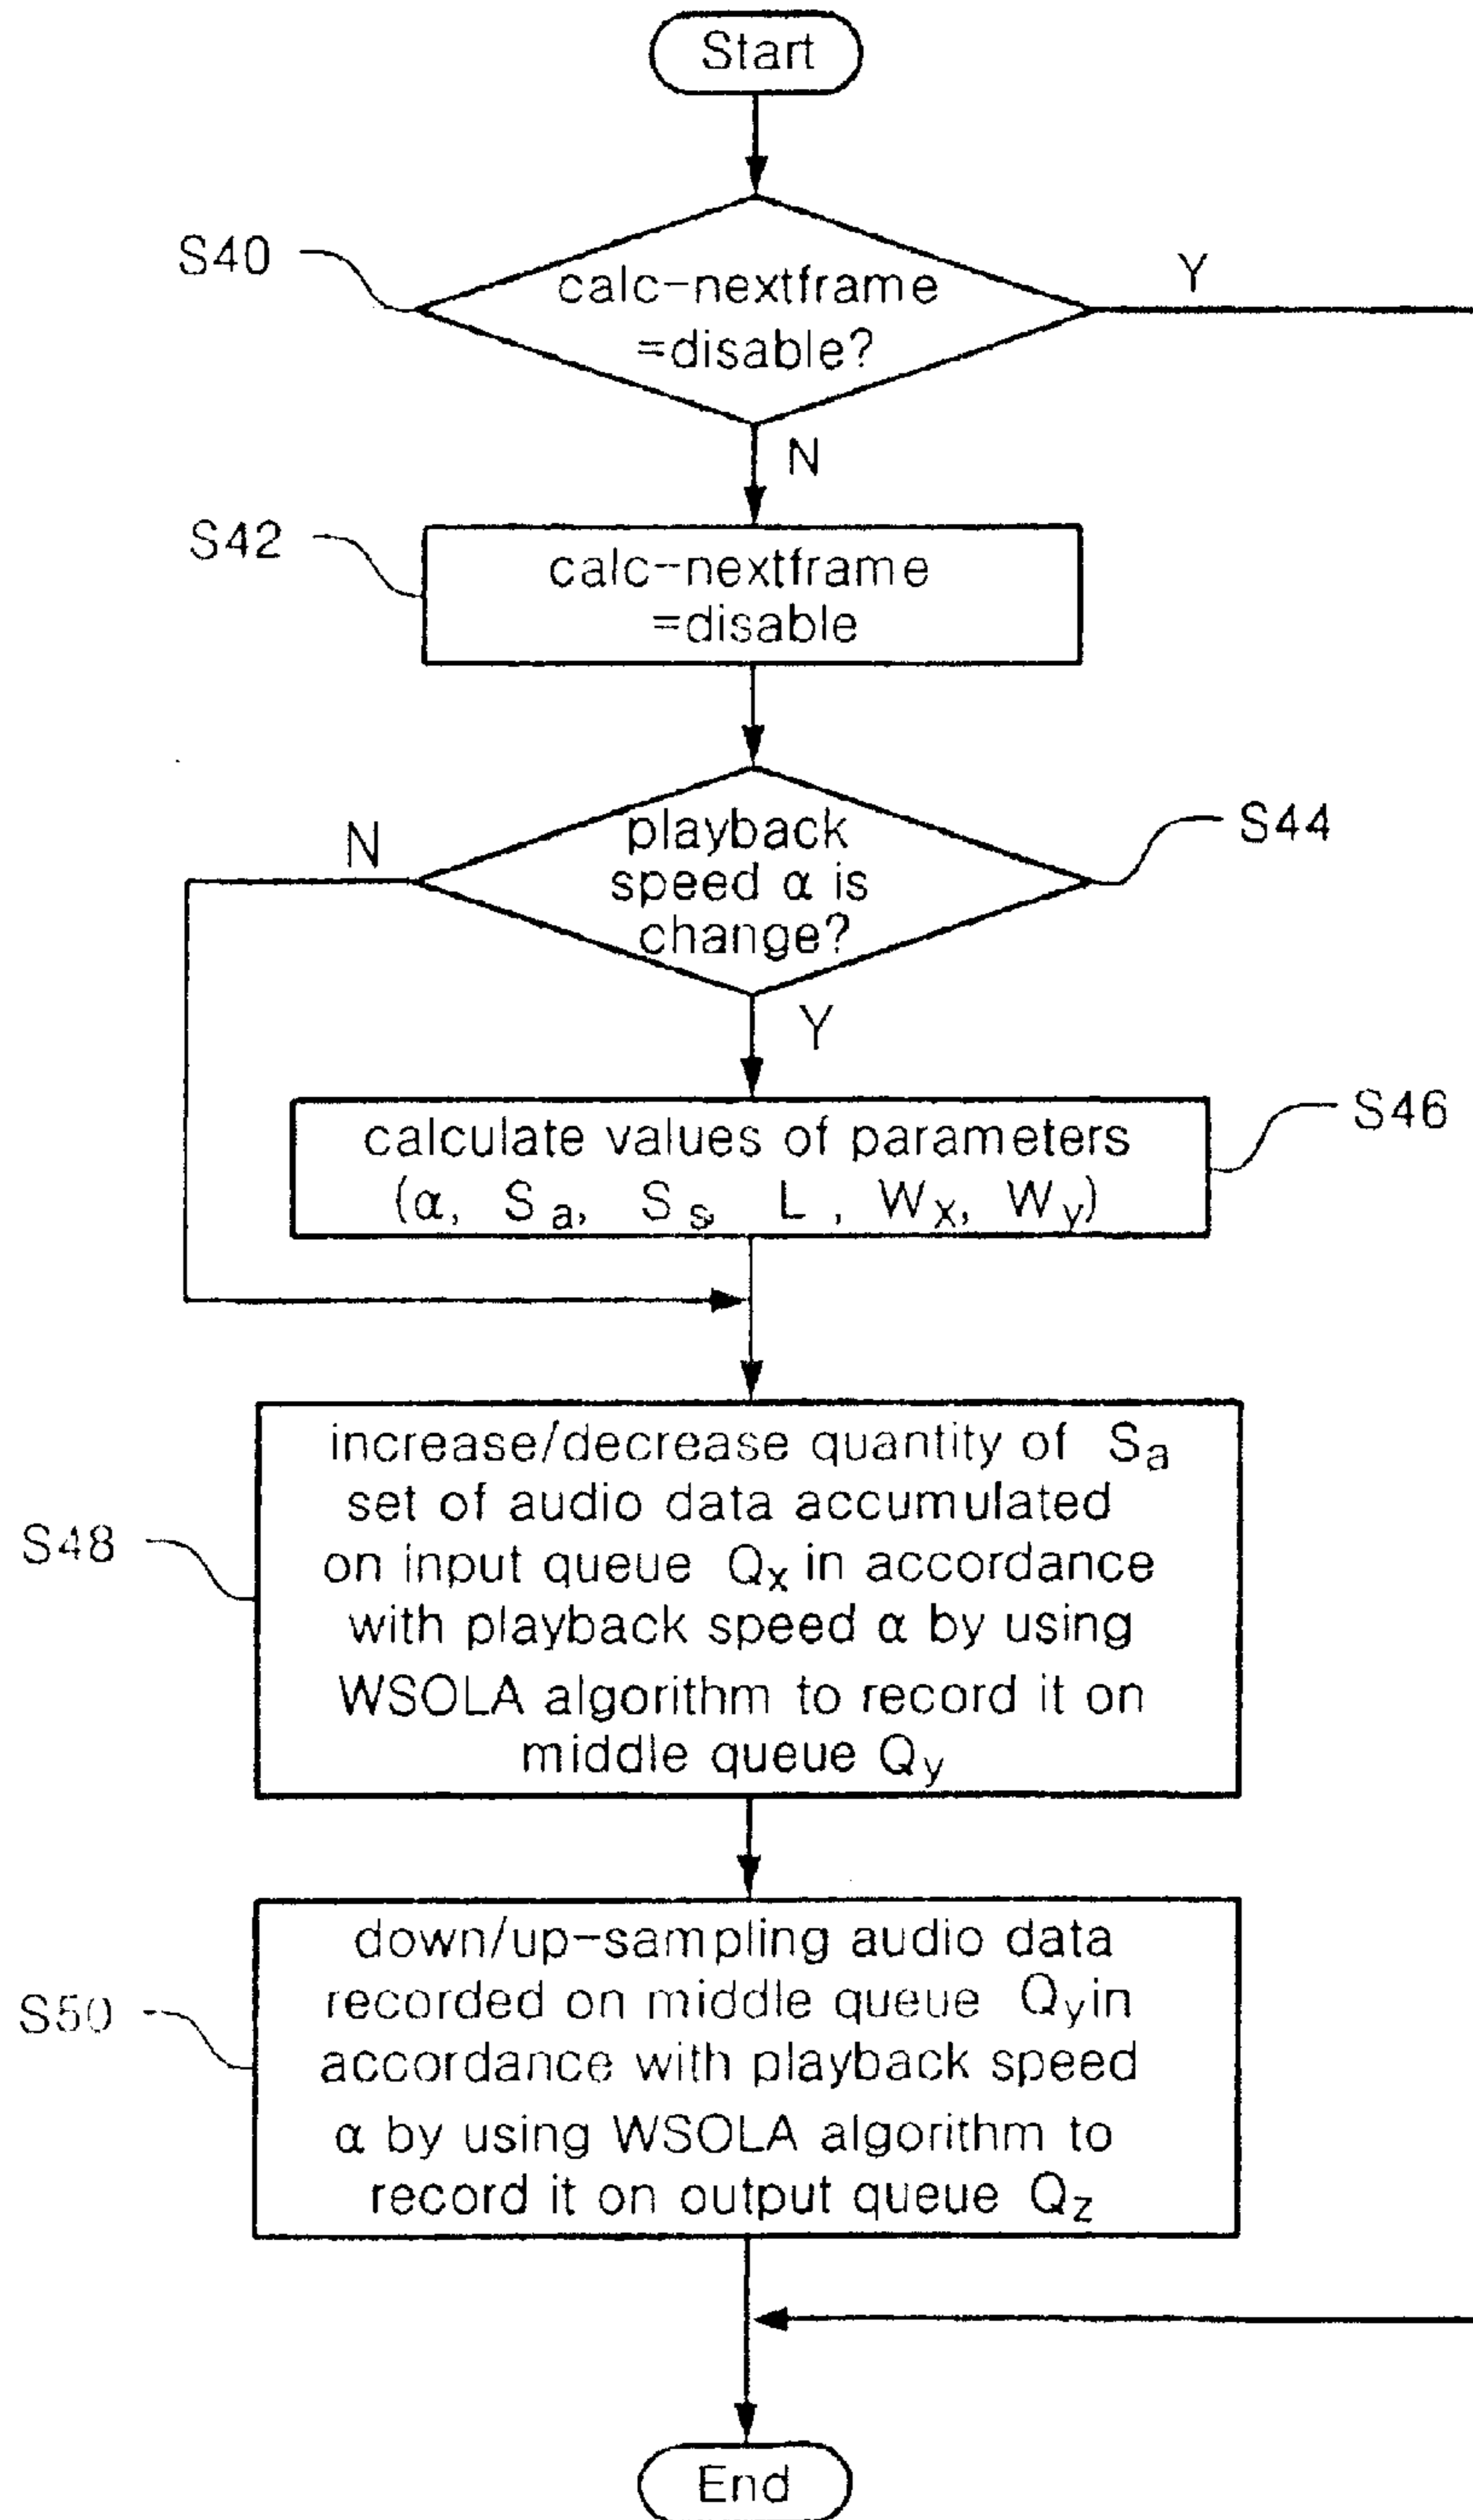 Start
S40
calc-nextframe
=disable?
Y
N
S42
calc-nextframe
=disable
S44
N
playback
speed α is
change?
Y
S46
calculate values of parameters
(α, Sa, Ss, L, Wx, Wy)
S48
increase/decrease quantity of Sa
set of audio data accumulated
on input queue Qx in accordance
with playback speed α by using
WSOLA algorithm to record it on
middle queue Qy
S50
down/up-sampling audio data
recorded on middle queue Qy in
accordance with playback speed
α by using WSOLA algorithm to
record it on output queue Qz
End